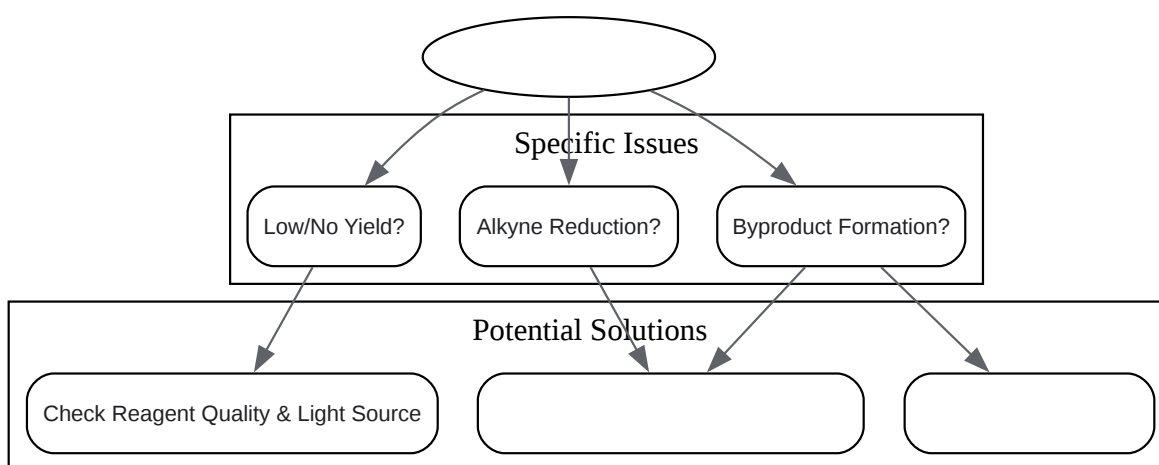 Specific Issues
Low/No Yield?
Alkyne Reduction?
Byproduct Formation?
Potential Solutions
Check Reagent Quality & Light Source